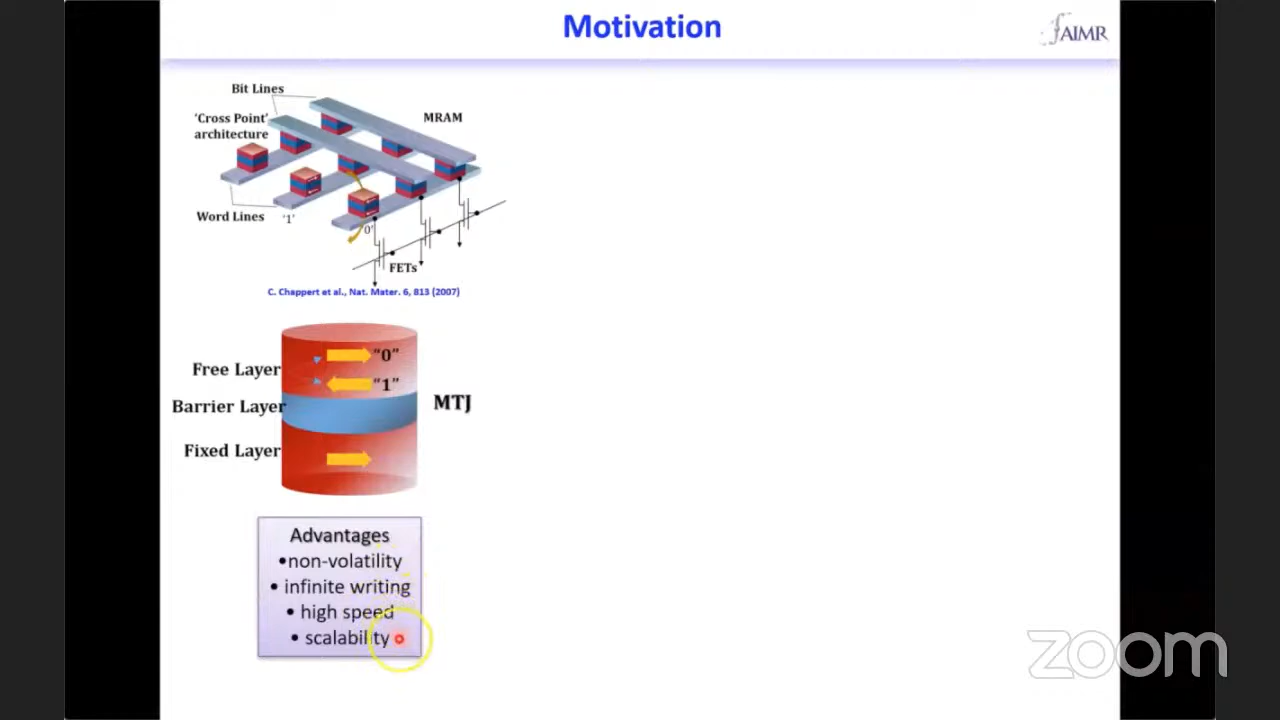 Motivation
AIMR
Bit Lines
'Cross Point'
architecture
MRAM
Word Lines
'1'
0'
FETs
C. Chappert et al., Nat. Mater. 6, 813 (2007)
"0"
Free Layer
"1"
Barrier Layer
MTJ
Fixed Layer
Advantages
•non-volatility
• infinite writing
• high speed
• scalability
zoom